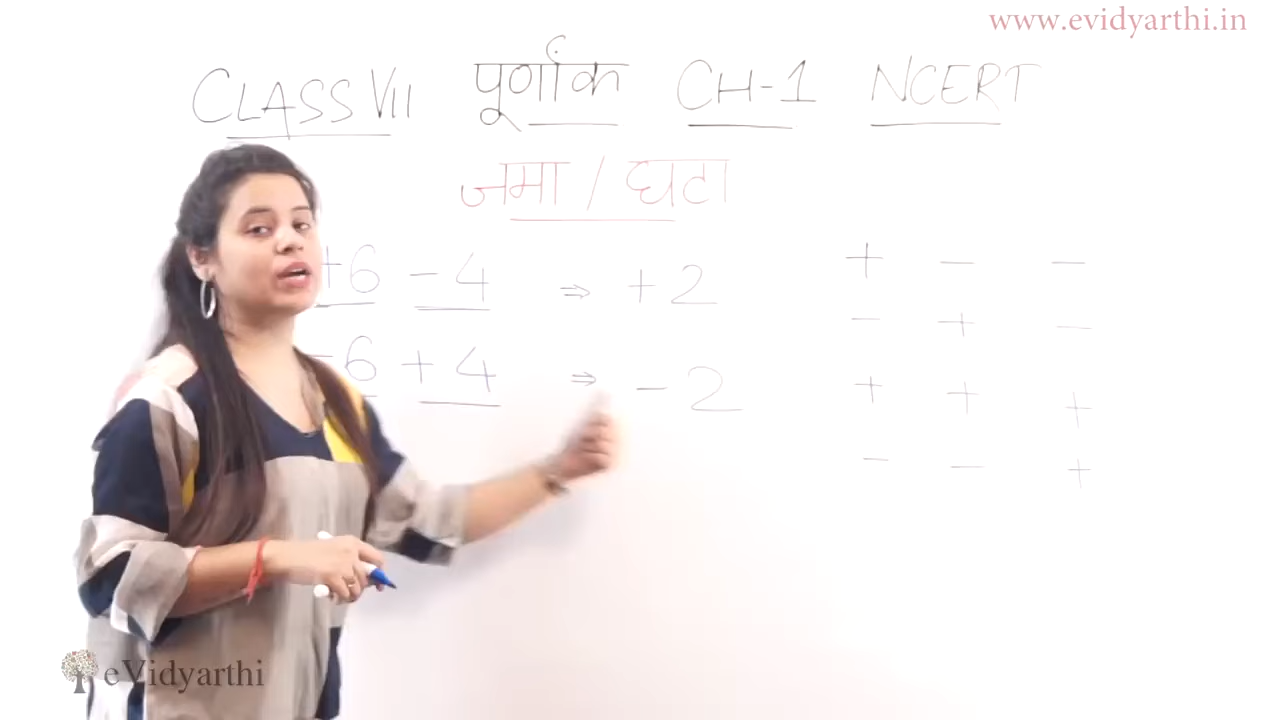 www.evidyarthi.in
CLASS VII पूर्णांक CH-1 NCERT
जमा / घटा
+6 - 4 ⇒ +2
+ - -
- + -
-6 + 4 ⇒ -2
+ + +
- - +
eVidyarthi